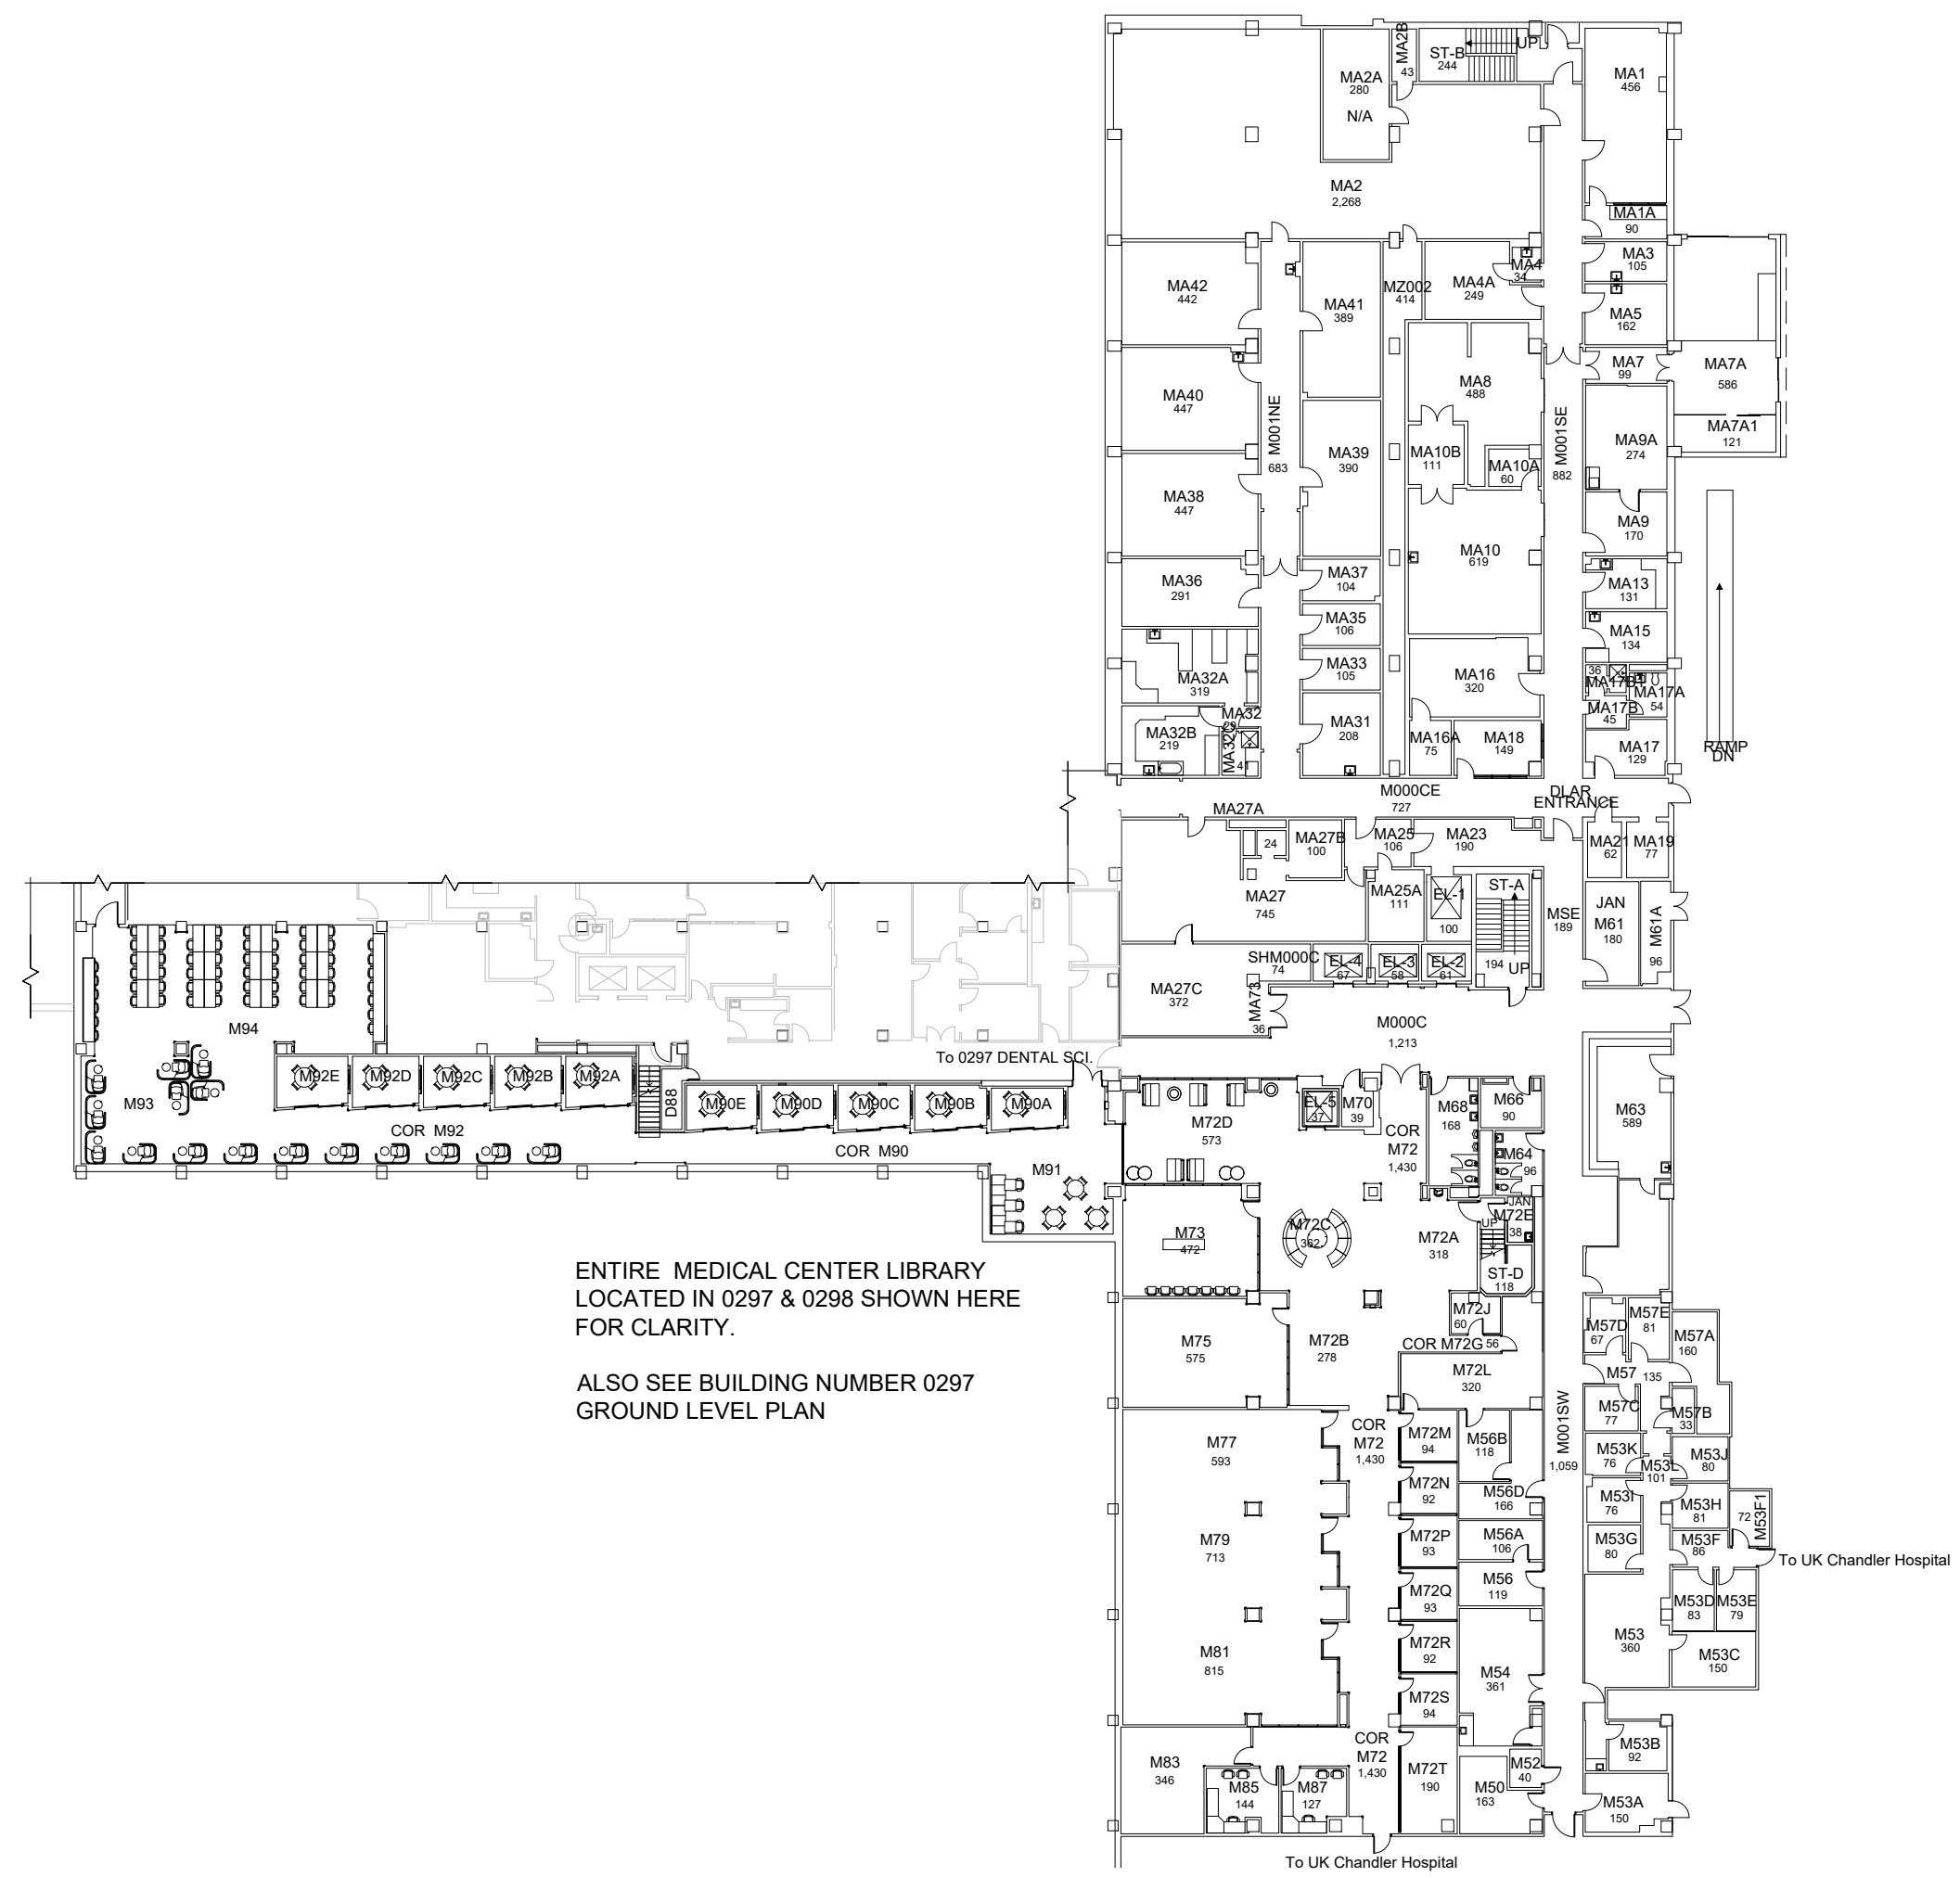 MA2B
43
ST-B
244
UP
MA2A
280
N/A
MA1
456
MA2
2,268
MA1A
90
MA42
442
MA41
389
MZ002
414
MA4A
249
MA4
34
MA3
105
MA5
162
MA40
447
MA8
488
MA7
99
MA7A
586
MA7A1
121
M001NE
683
MA39
390
MA10B
111
MA10A
60
M001SE
882
MA9A
274
MA38
447
MA10
619
MA9
170
MA36
291
MA37
104
MA13
131
MA35
106
MA15
134
MA32A
319
MA33
105
MA16
320
36
MA17B1
MA17A
54
MA17B
45
MA32B
219
MA32
MA32C
41
MA31
208
MA16A
75
MA18
149
MA17
129
RAMP
DN
M000CE
727
DLAR
ENTRANCE
MA27A
24
MA27B
100
MA25
106
MA23
190
MA21
62
MA19
77
MA27
745
MA25A
111
EL-1
100
ST-A
MSE
189
JAN
M61
180
M61A
96
SHM000C
74
EL-4
67
EL-3
58
EL-2
61
194
UP
MA27C
372
MA73
36
M000C
1,213
To 0297 DENTAL SCI.
M94
M93
M92E
M92D
M92C
M92B
M92A
D88
M90E
M90D
M90C
M90B
M90A
COR M92
COR M90
M91
M72D
573
EL-5
37
M70
39
COR
M72
1,430
M68
168
M66
90
M64
96
M63
589
JAN
M72E
38
UP
M73
472
M72C
362
M72A
318
ST-D
118
ENTIRE MEDICAL CENTER LIBRARY
LOCATED IN 0297 & 0298 SHOWN HERE
FOR CLARITY.
ALSO SEE BUILDING NUMBER 0297
GROUND LEVEL PLAN
M75
575
M72B
278
M72J
60
COR M72G 56
M72L
320
M57D
67
M57E
81
M57A
160
M57
135
M57C
77
M57B
33
M77
593
COR
M72
1,430
M72M
94
M56B
118
M001SW
1,059
M53K
76
M53L
101
M53J
80
M72N
92
M56D
166
M53I
76
M53H
81
M53F1
72
M79
713
M72P
93
M56A
106
M53G
80
M53F
86
To UK Chandler Hospital
M72Q
93
M56
119
M53D
83
M53E
79
M81
815
M72R
92
M54
361
M53
360
M53C
150
M72S
94
COR
M72
1,430
M83
346
M85
144
M87
127
M72T
190
M52
40
M50
163
M53B
92
M53A
150
To UK Chandler Hospital